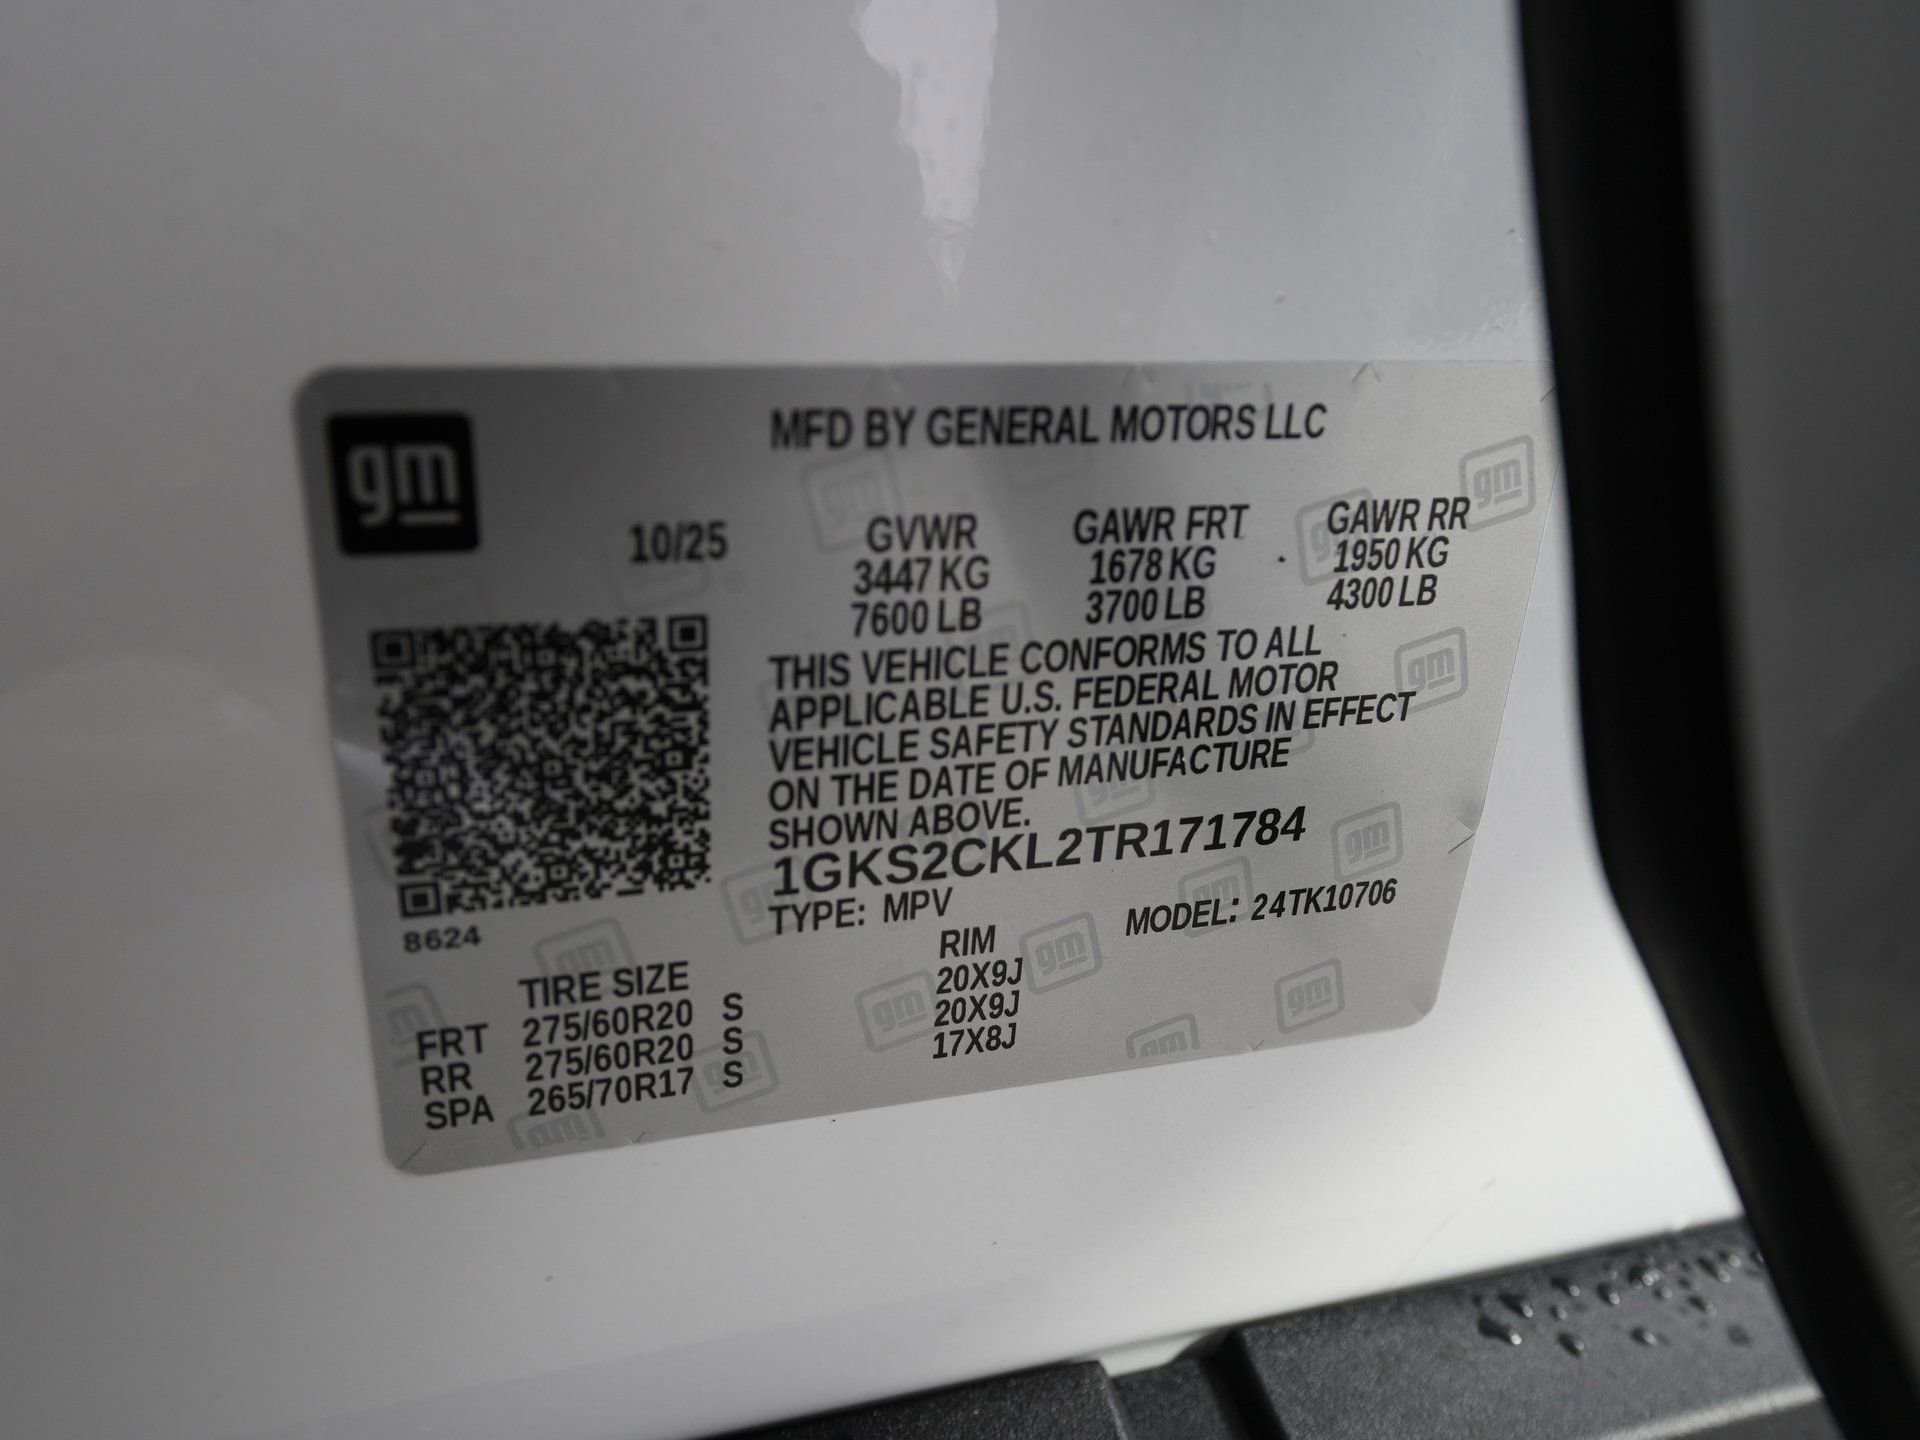 gm
MFD BY GENERAL MOTORS LLC
10/25 GVWR GAWR FRT GAWR RR
3447 KG 1678 KG 1950 KG
7600 LB 3700 LB 4300 LB
THIS VEHICLE CONFORMS TO ALL
APPLICABLE U.S. FEDERAL MOTOR
VEHICLE SAFETY STANDARDS IN EFFECT
ON THE DATE OF MANUFACTURE
SHOWN ABOVE.
1GKS2CKL2TR171784
TYPE: MPV MODEL: 24TK10706
8624
TIRE SIZE RIM
FRT 275/60R20 S 20X9J
RR 275/60R20 S 20X9J
SPA 265/70R17 S 17X8J